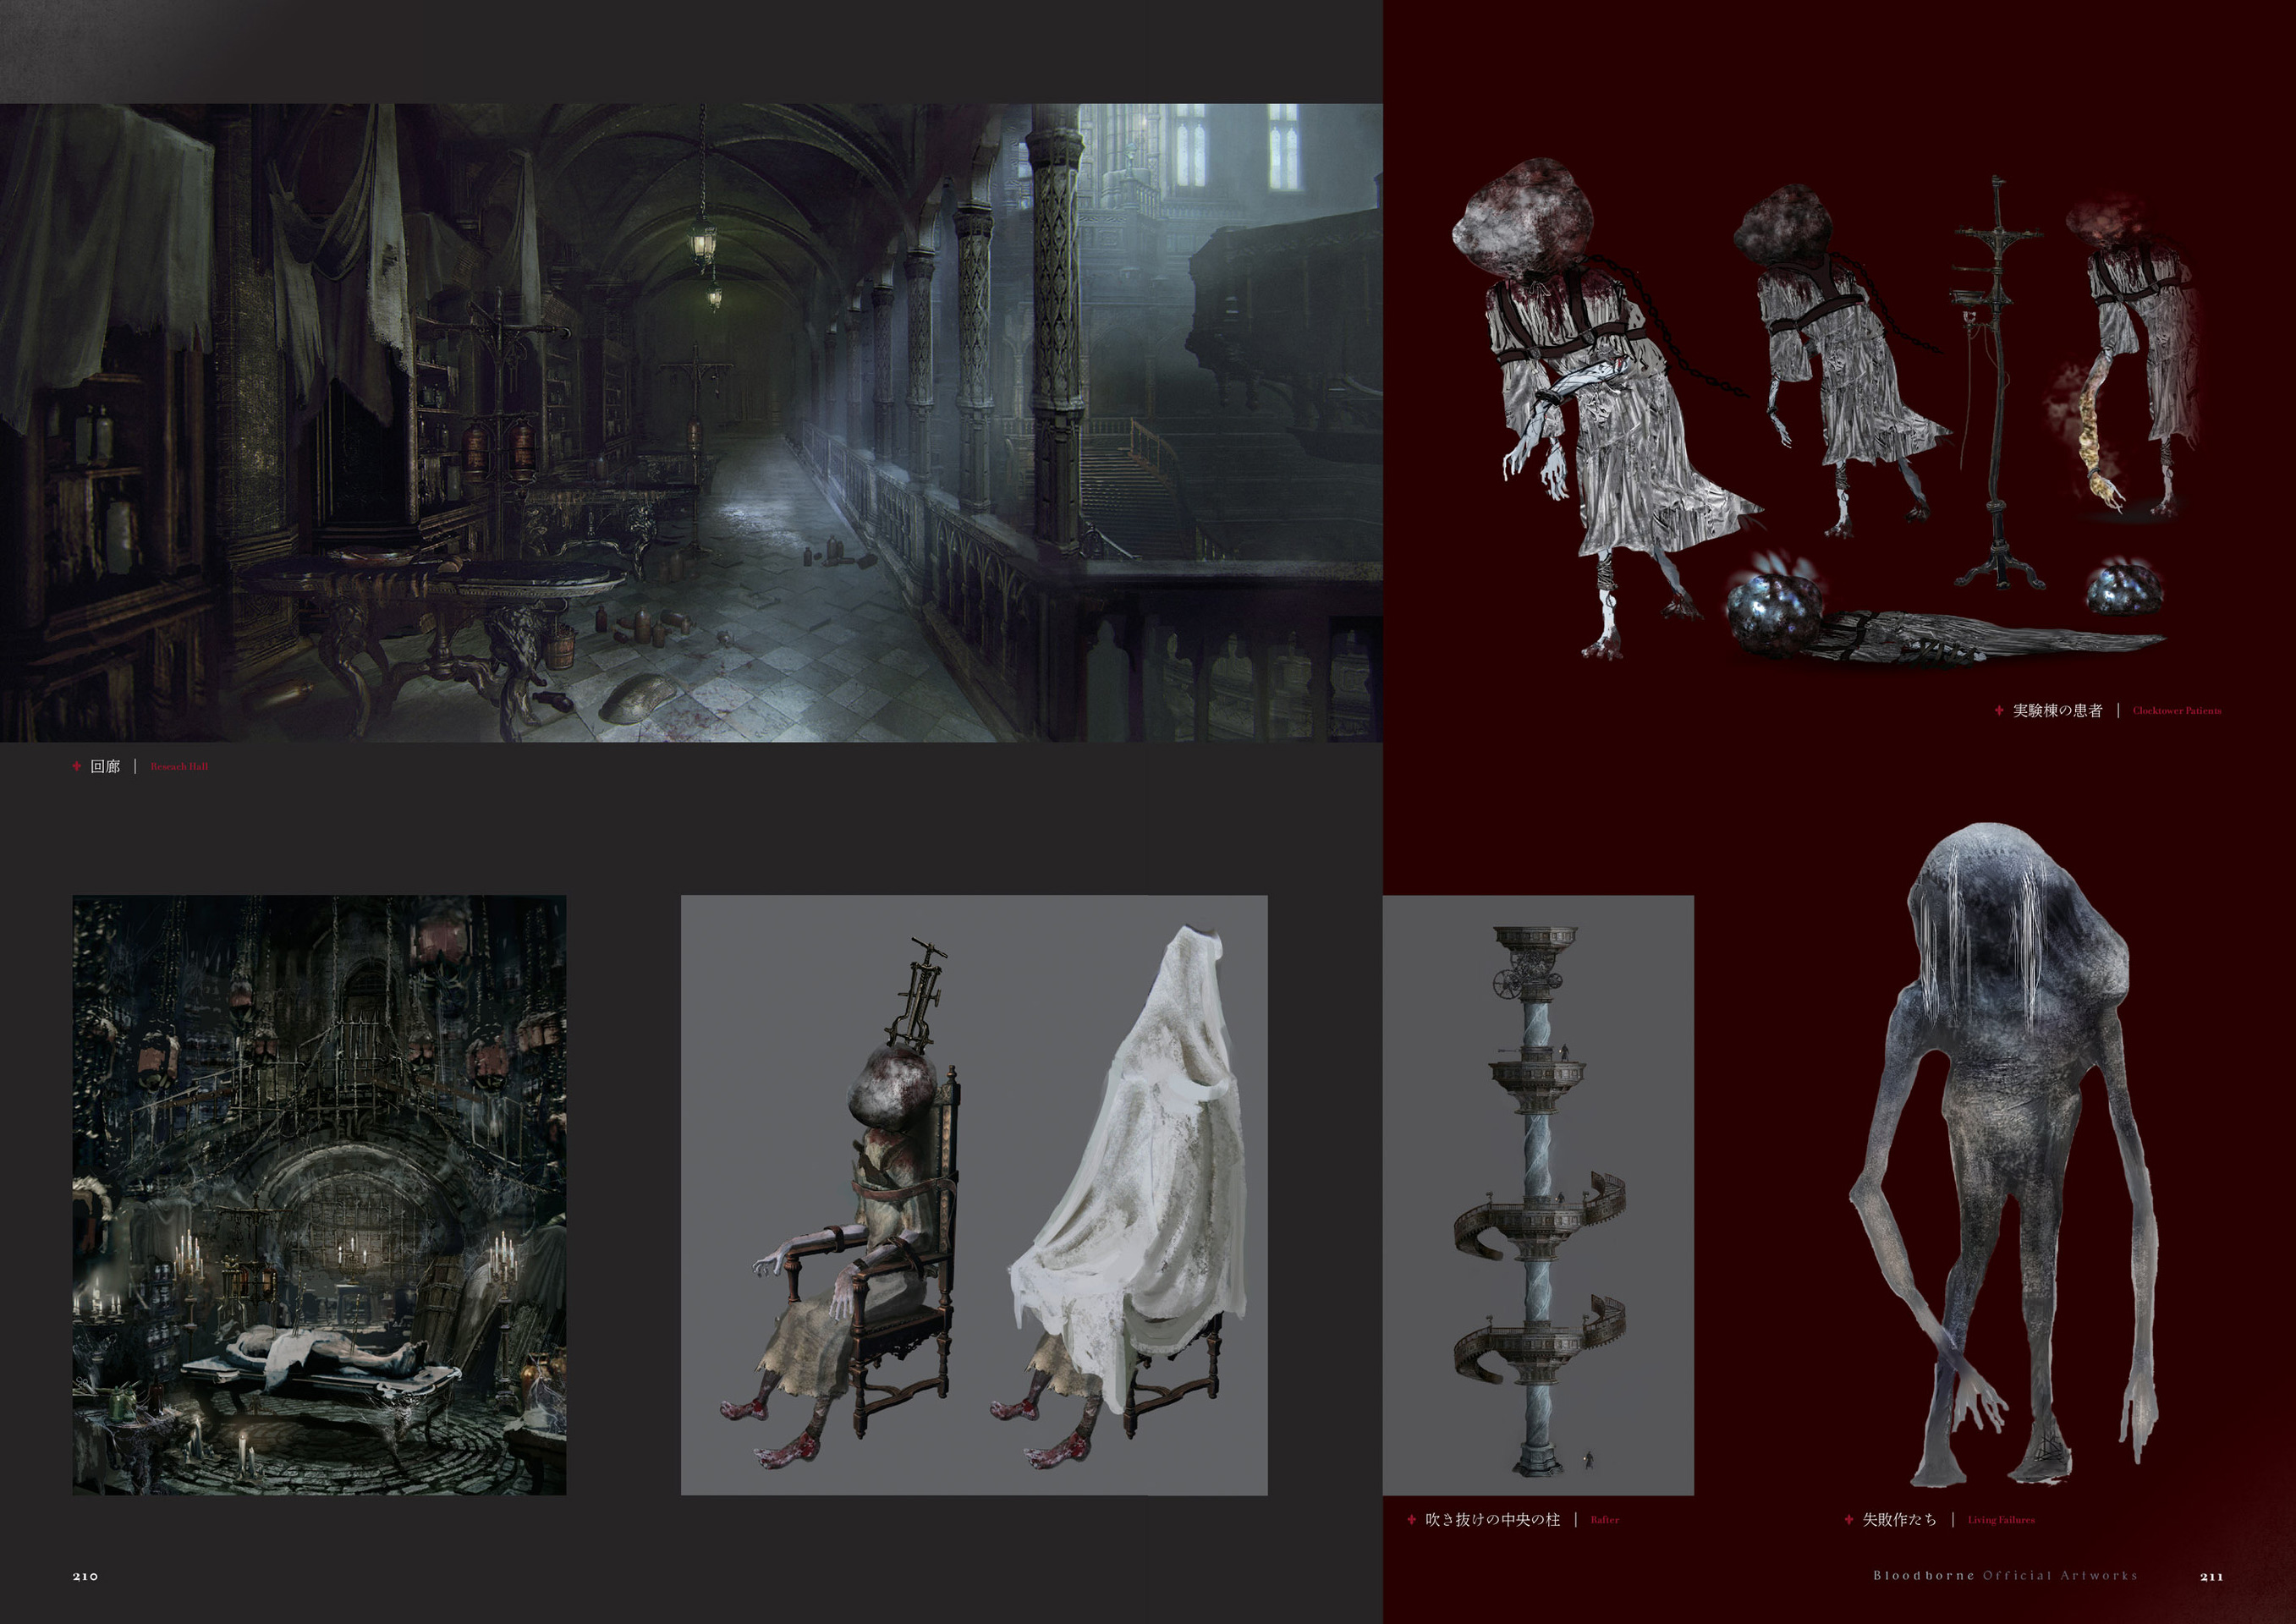 回廊 | Reseach Hall
実験棟の患者 | Clocktower Patients
吹き抜けの中央の柱 | Rafter
失敗作たち | Living Failures
210
Bloodborne Official Artworks
211